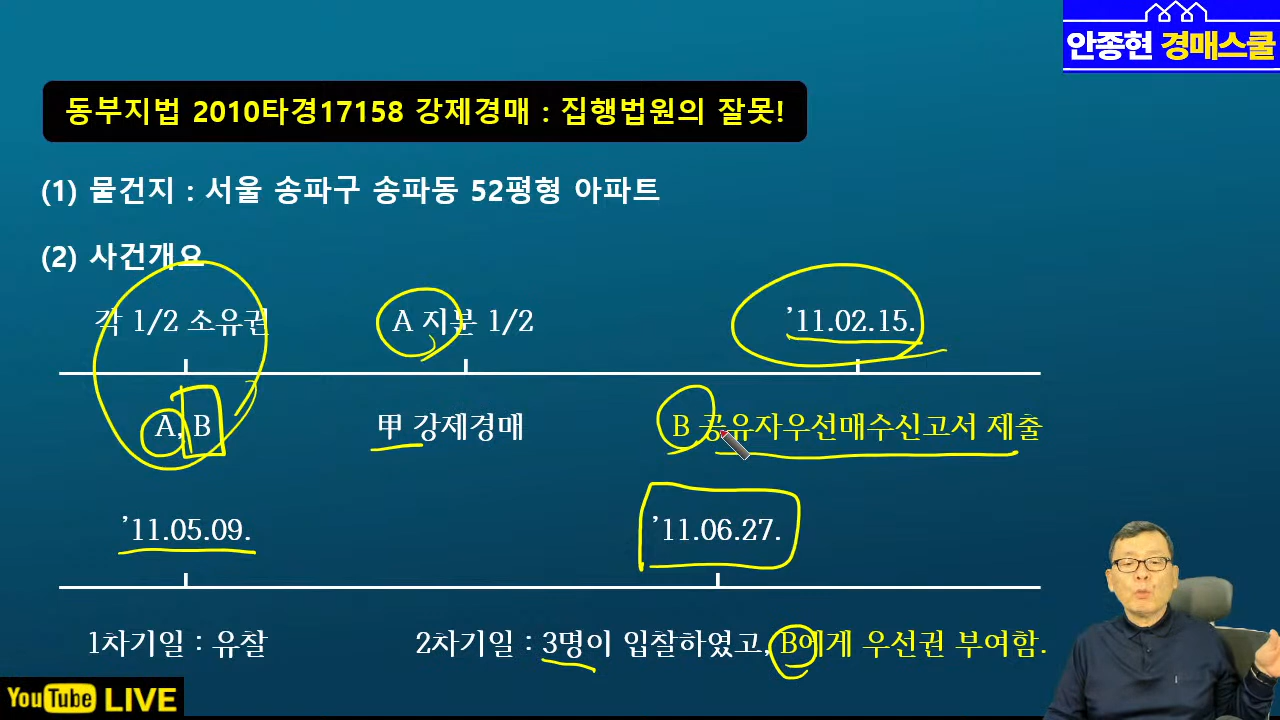 안종현 경매스쿨
동부지법 2010타경17158 강제경매 : 집행법원의 잘못!
(1) 물건지 : 서울 송파구 송파동 52평형 아파트
(2) 사건개요
각 1/2 소유권
A 지분 1/2
’11.02.15.
A, B
甲 강제경매
B 공유자우선매수신고서 제출
’11.05.09.
’11.06.27.
1차기일 : 유찰
2차기일 : 3명이 입찰하였고, B에게 우선권 부여함.
YouTube LIVE